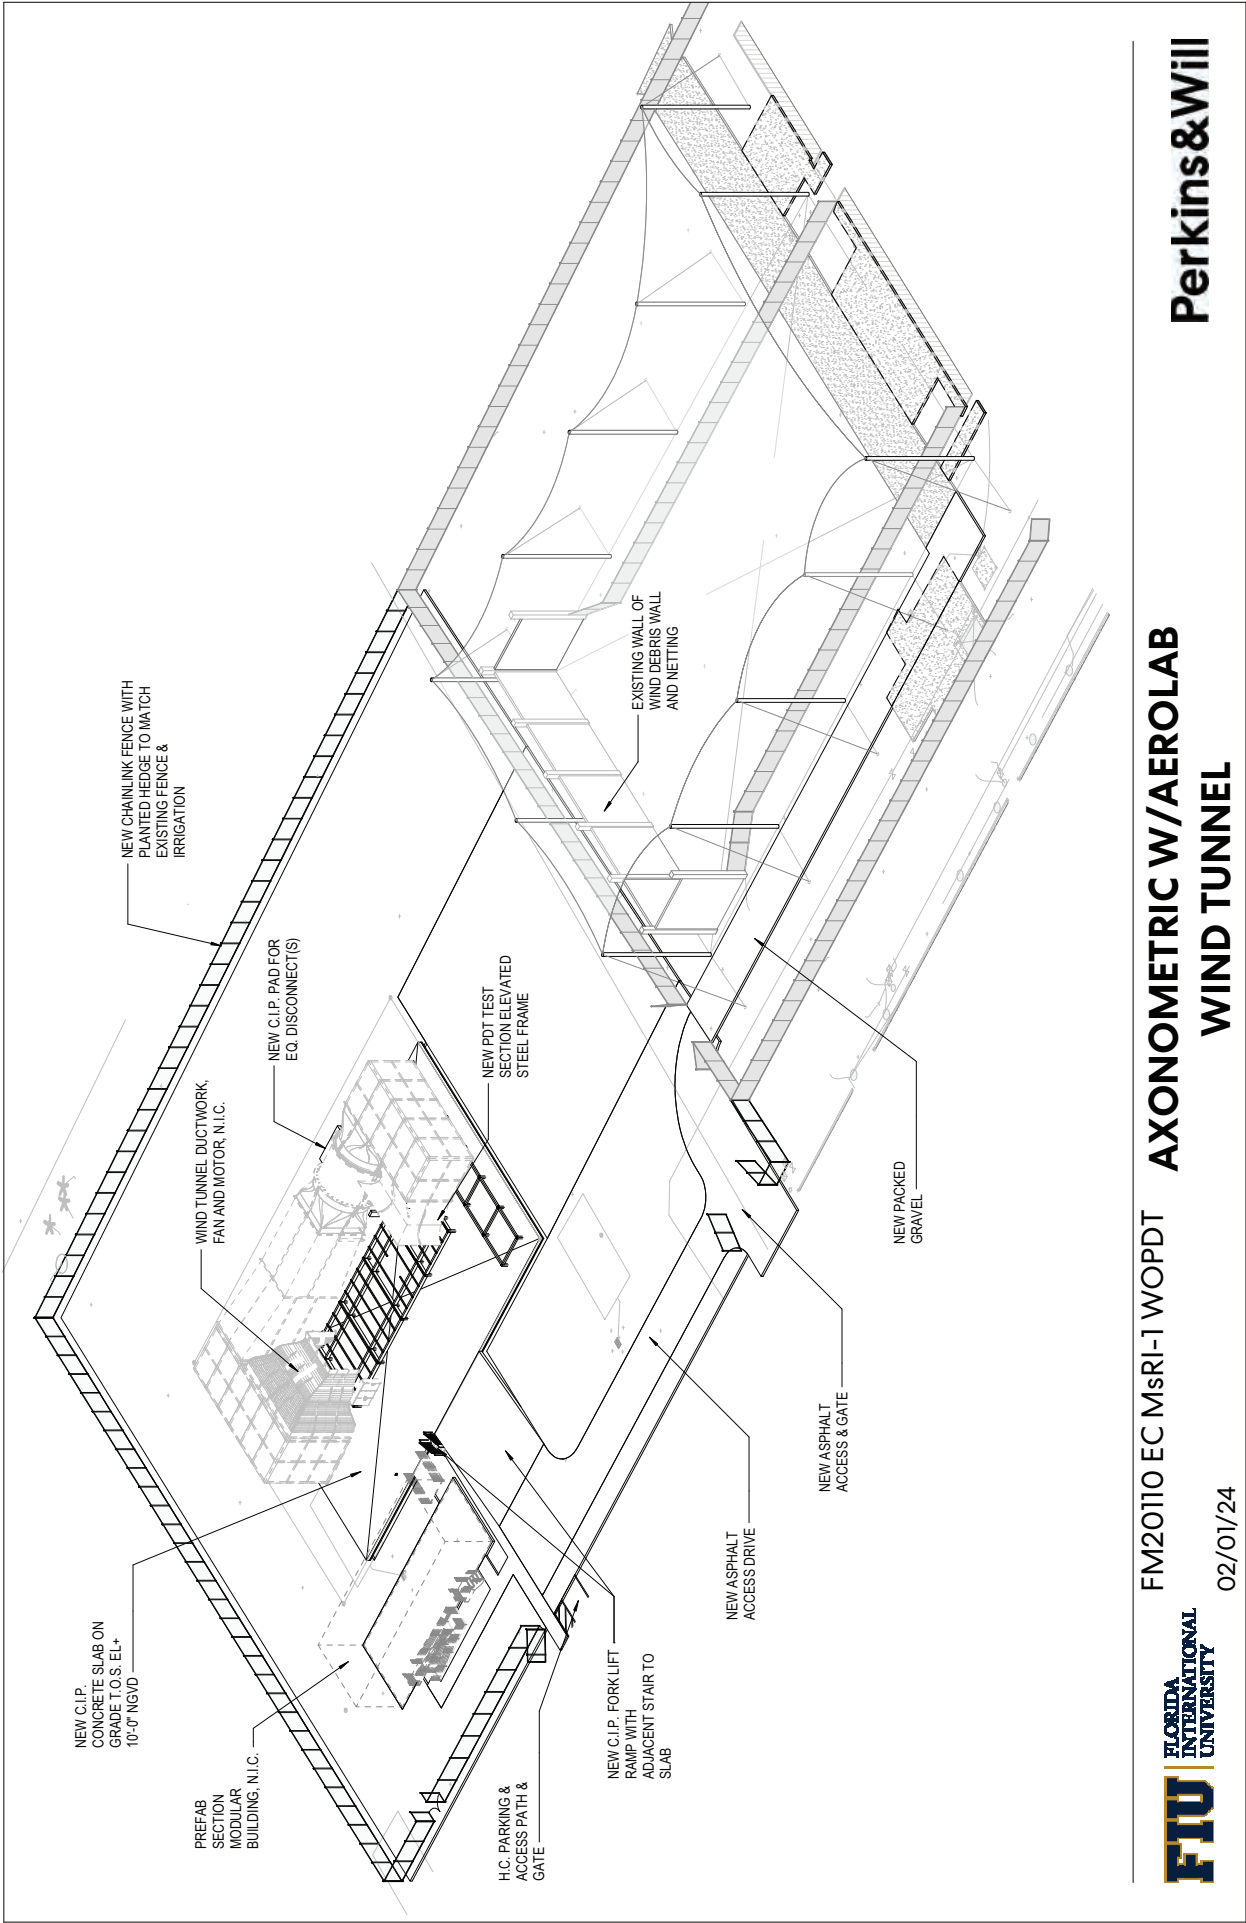 NEW CHAINLINK FENCE WITH
PLANTED HEDGE TO MATCH
EXISTING FENCE &
IRRIGATION
WIND TUNNEL DUCTWORK,
FAN AND MOTOR, N.I.C.
NEW C.I.P. PAD FOR
EQ. DISCONNECT(S)
NEW PDT TEST
SECTION ELEVATED
STEEL FRAME
EXISTING WALL OF
WIND DEBRIS WALL
AND NETTING
NEW C.I.P.
CONCRETE SLAB ON
GRADE T.O.S. EL+
10'-0" NGVD
PREFAB
SECTION
MODULAR
BUILDING, N.I.C.
H.C. PARKING &
ACCESS PATH &
GATE
NEW C.I.P. FORK LIFT
RAMP WITH
ADJACENT STAIR TO
SLAB
NEW ASPHALT
ACCESS DRIVE
NEW ASPHALT
ACCESS & GATE
NEW PACKED
GRAVEL
FIU
FLORIDA
INTERNATIONAL
UNIVERSITY
FM20110 EC MsRI-1 WOPDT
02/01/24
AXONOMETRIC W/AEROLAB
WIND TUNNEL
Perkins&Will